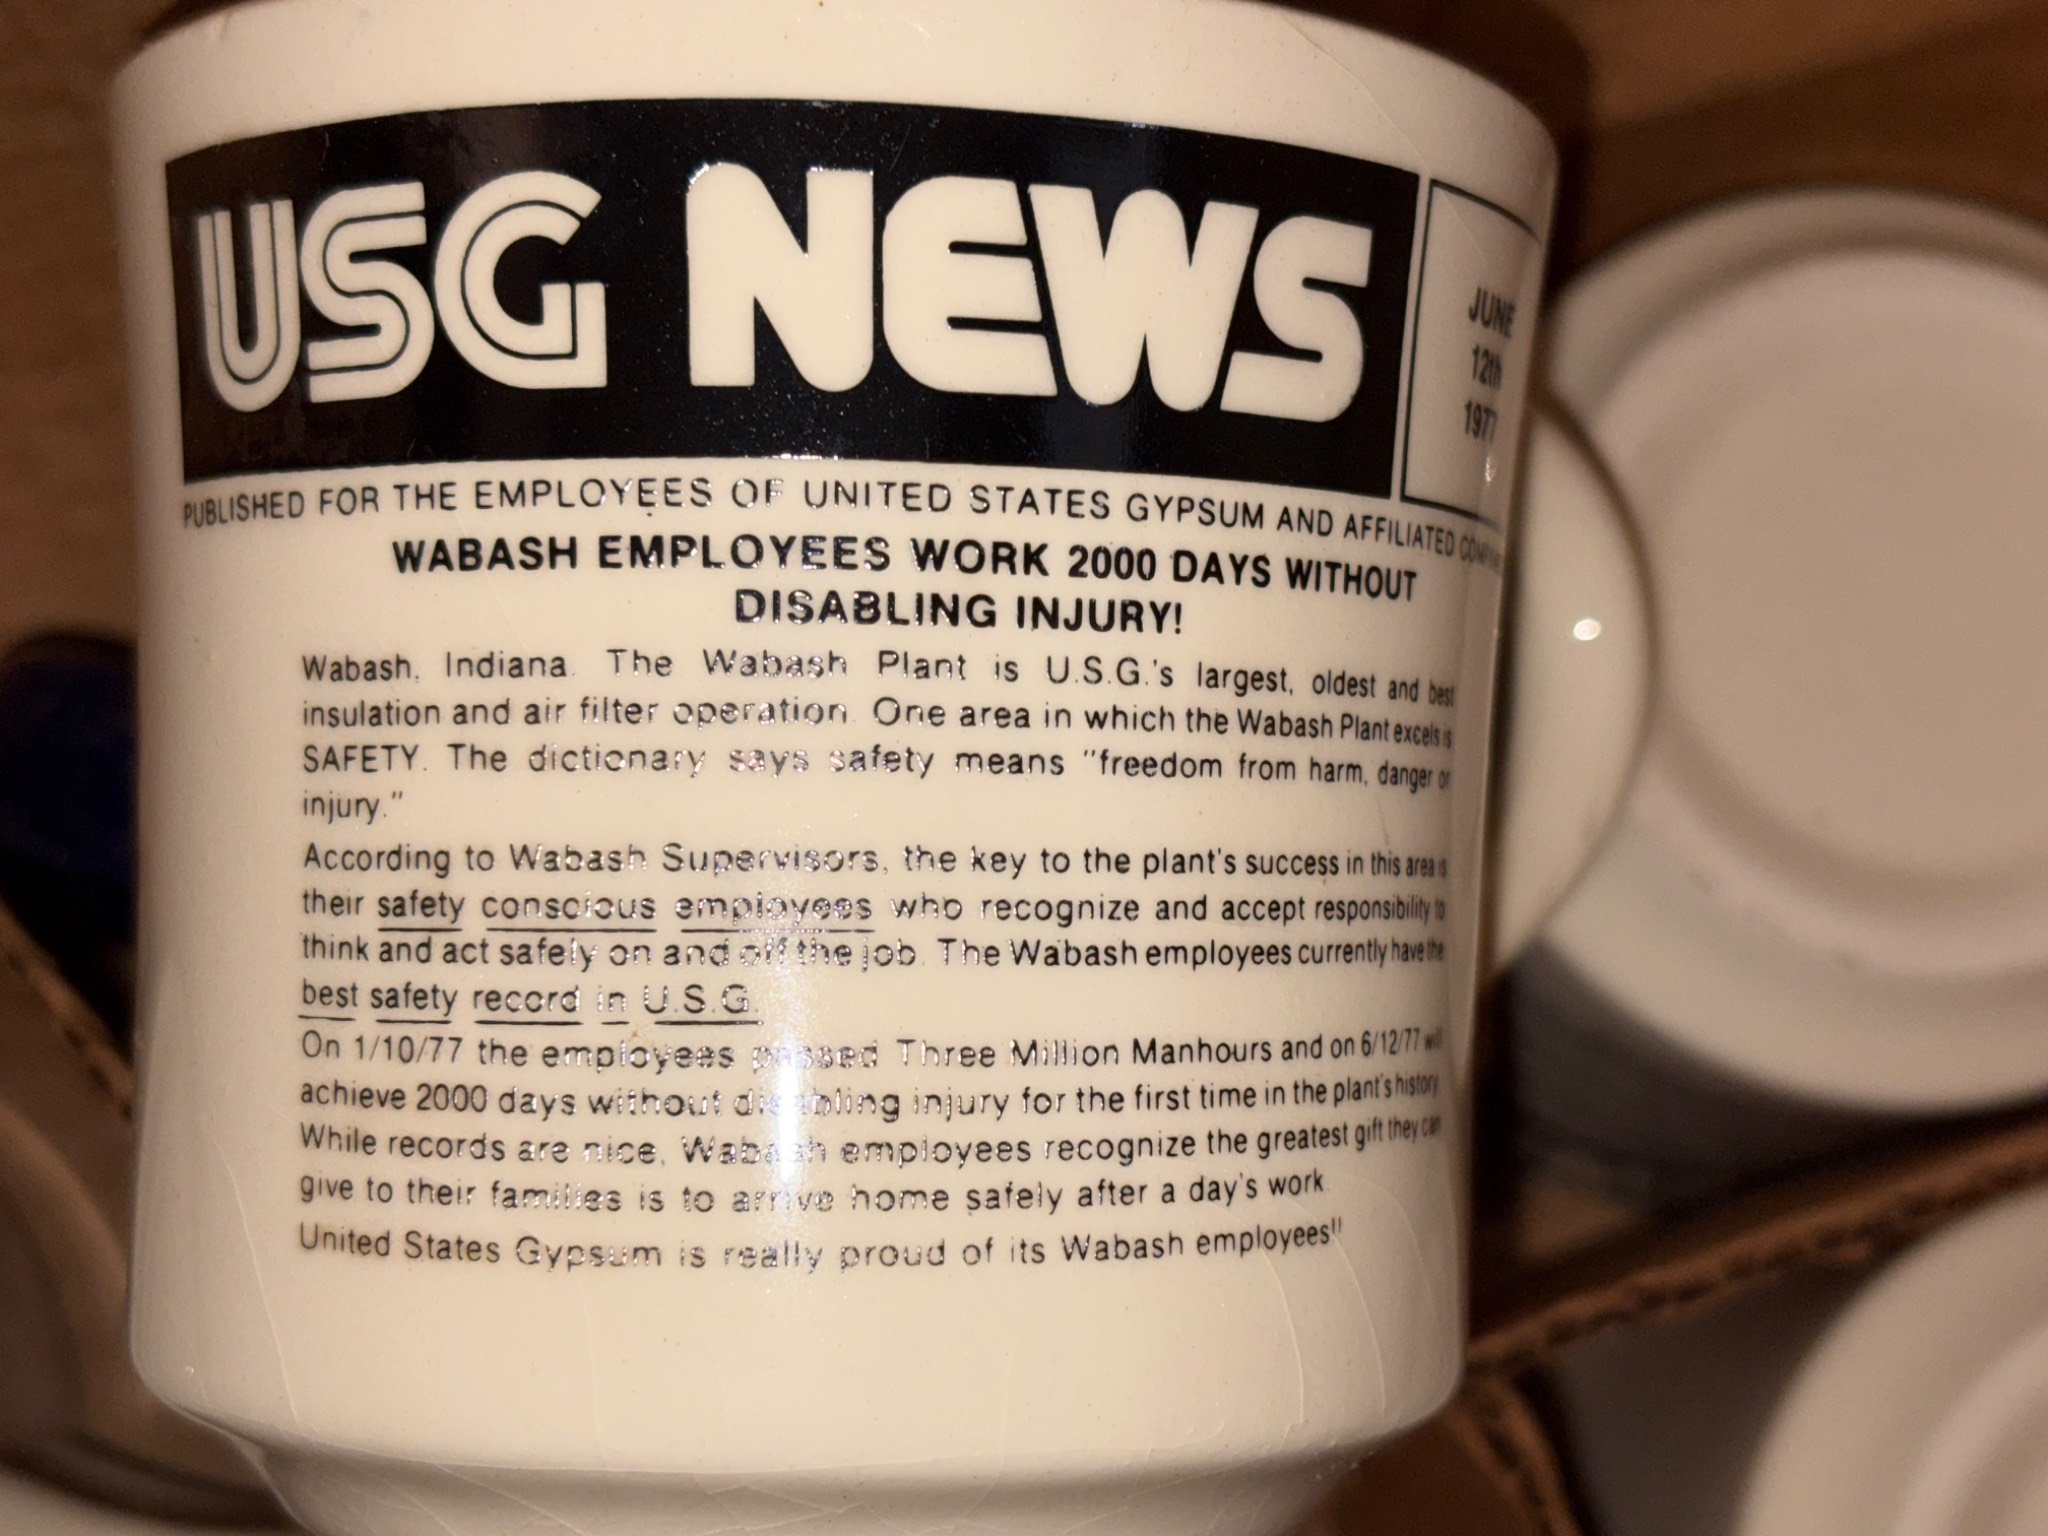 USG NEWS
JUNE
12th
1977
PUBLISHED FOR THE EMPLOYEES OF UNITED STATES GYPSUM AND AFFILIATED
WABASH EMPLOYEES WORK 2000 DAYS WITHOUT
DISABLING INJURY!
Wabash, Indiana. The Wabash Plant is U.S.G.'s largest, oldest and best
insulation and air filter operation. One area in which the Wabash Plant excels is
SAFETY. The dictionary says safety means "freedom from harm, danger or
injury."
According to Wabash Supervisors, the key to the plant's success in this area is
their safety conscious employees who recognize and accept responsibility to
think and act safely on and off the job. The Wabash employees currently have the
best safety record in U.S.G.
On 1/10/77 the employees passed Three Million Manhours and on 6/12/77 will
achieve 2000 days without disabling injury for the first time in the plant's history.
While records are nice, Wabash employees recognize the greatest gift they can
give to their families is to arrive home safely after a day's work.
United States Gypsum is really proud of its Wabash employees!!